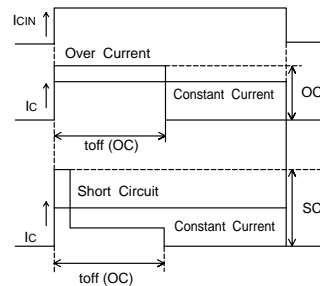 ICIN
Over Current
IC
Constant Current
OC
toff (OC)
Short Circuit
SC
Constant Current
IC
toff (OC)